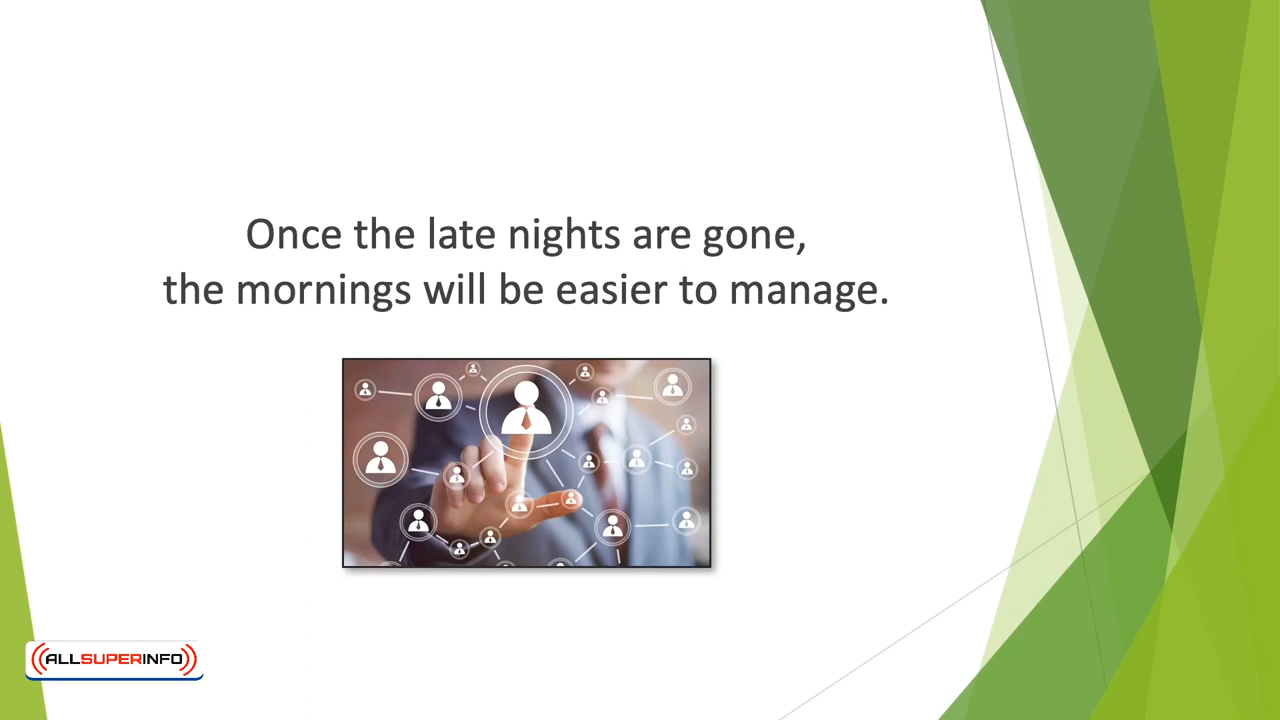 Once the late nights are gone,
the mornings will be easier to manage.
ALLSUPERINFO